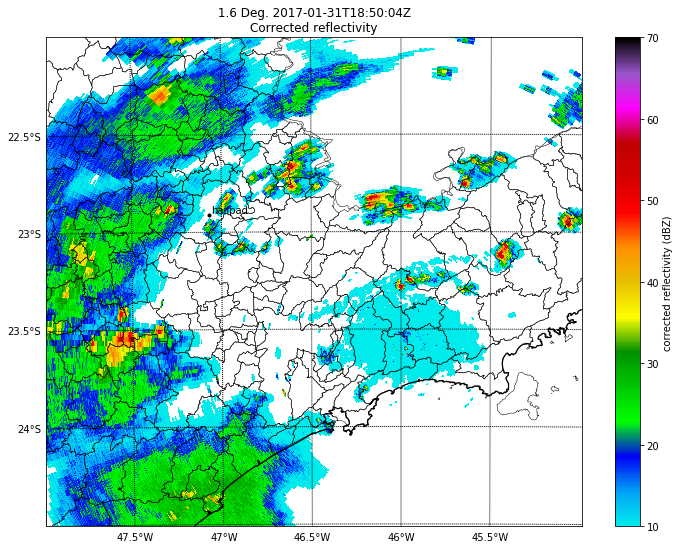 1.6 Deg. 2017-01-31T18:50:04Z
Corrected reflectivity
22.5°S
23°S
23.5°S
24°S
47.5°W
47°W
46.5°W
46°W
45.5°W
70
60
50
40
30
20
10
corrected reflectivity (dBZ)